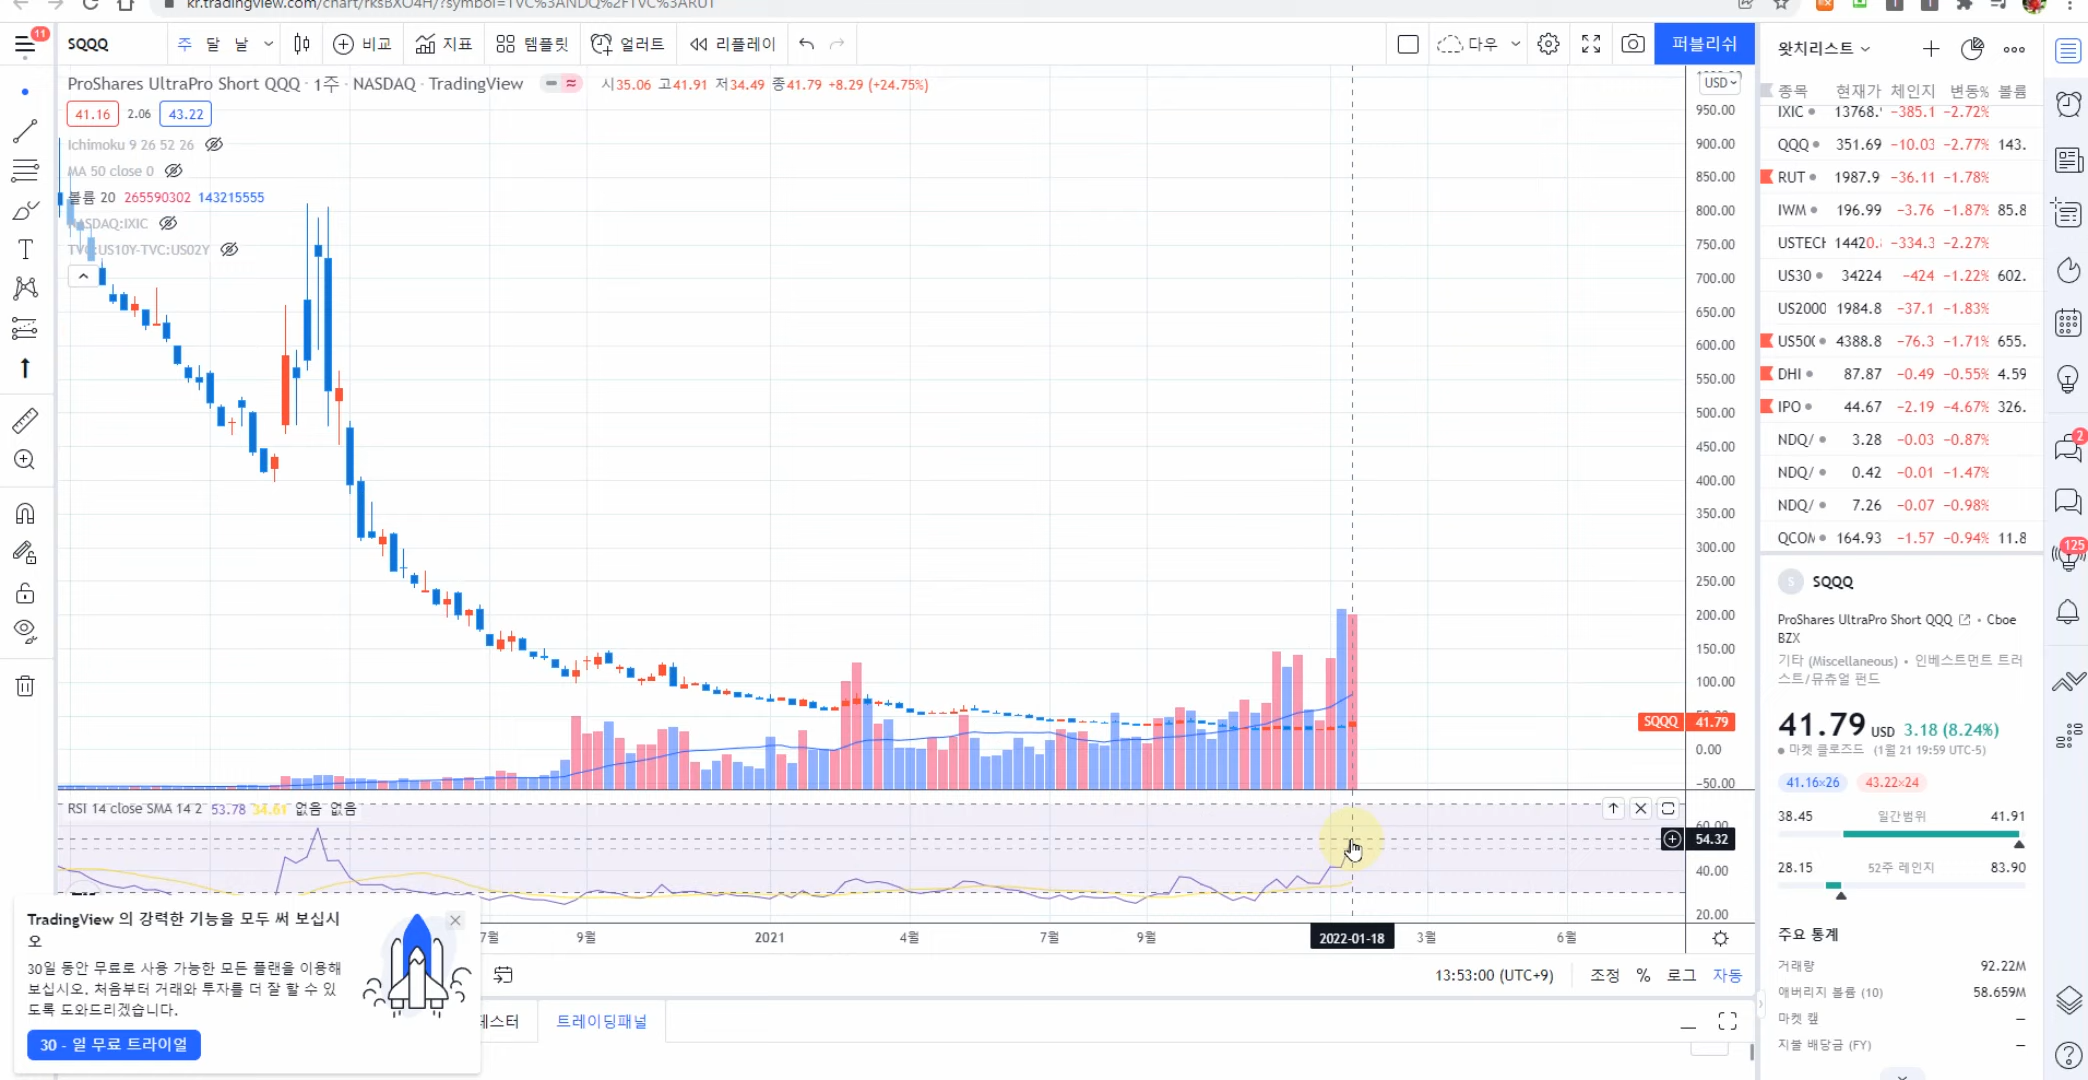 kr.tradingview.com/chart/rksBXO4H/?symbol=TVC%3ANDQ%2FTVC%3ARUT
11
SQQQ
주 달 날
비교
지표
템플릿
얼러트
리플레이
다우
퍼블리쉬
ProShares UltraPro Short QQQ · 1주 · NASDAQ · TradingView
시35.06 고41.91 저34.49 종41.79 +8.29 (+24.75%)
41.16 2.06 43.22
Ichimoku 9 26 52 26
MA 50 close 0
볼륨 20 265590302 143215555
NASDAQ:IXIC
TVC:US10Y-TVC:US02Y
USD
950.00
900.00
850.00
800.00
750.00
700.00
650.00
600.00
550.00
500.00
450.00
400.00
350.00
300.00
250.00
200.00
150.00
100.00
SQQQ 41.79
0.00
−50.00
RSI 14 close SMA 14 2 53.78 34.61 없음 없음
60.00
54.32
40.00
20.00
7월 9월 2021 4월 7월 9월 2022-01-18 3월 6월
13:53:00 (UTC+9) 조정 % 로그 자동
테스터 트레이딩패널
TradingView 의 강력한 기능을 모두 써 보십시
오
30일 동안 무료로 사용 가능한 모든 플랜을 이용해
보십시오. 처음부터 거래와 투자를 더 잘 할 수 있
도록 도와드리겠습니다.
30 - 일 무료 트라이얼
왓치리스트
종목 현재가 체인지 변동% 볼륨
IXIC 13768. −385.1 −2.72%
QQQ 351.69 −10.03 −2.77% 143.
RUT 1987.9 −36.11 −1.78%
IWM 196.99 −3.76 −1.87% 85.8
USTECH 14420. −334.3 −2.27%
US30 34224 −424 −1.22% 602.
US2000 1984.8 −37.1 −1.83%
US500 4388.8 −76.3 −1.71% 655.
DHI 87.87 −0.49 −0.55% 4.59
IPO 44.67 −2.19 −4.67% 326.
NDQ/ 3.28 −0.03 −0.87%
NDQ/ 0.42 −0.01 −1.47%
NDQ/ 7.26 −0.07 −0.98%
QCOM 164.93 −1.57 −0.94% 11.8
S SQQQ
ProShares UltraPro Short QQQ • Cboe
BZX
기타 (Miscellaneous) • 인베스트먼트 트러
스트/뮤츄얼 펀드
41.79 USD 3.18 (8.24%)
마켓 클로즈드 (1월 21 19:59 UTC-5)
41.16×26 43.22×24
38.45 일간범위 41.91
28.15 52주 레인지 83.90
주요 통계
거래량 92.22M
애버리지 볼륨 (10) 58.659M
마켓 캪 —
지불 배당금 (FY) —
2
125